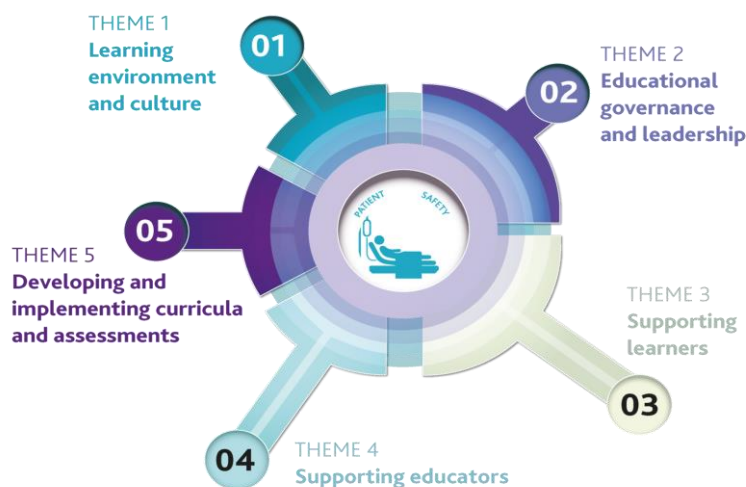 THEME 1
Learning
environment
and culture
01
THEME 2
Educational
governance
and leadership
02
PATIENT SAFETY
THEME 3
Supporting
learners
03
THEME 4
Supporting educators
04
THEME 5
Developing and
implementing curricula
and assessments
05